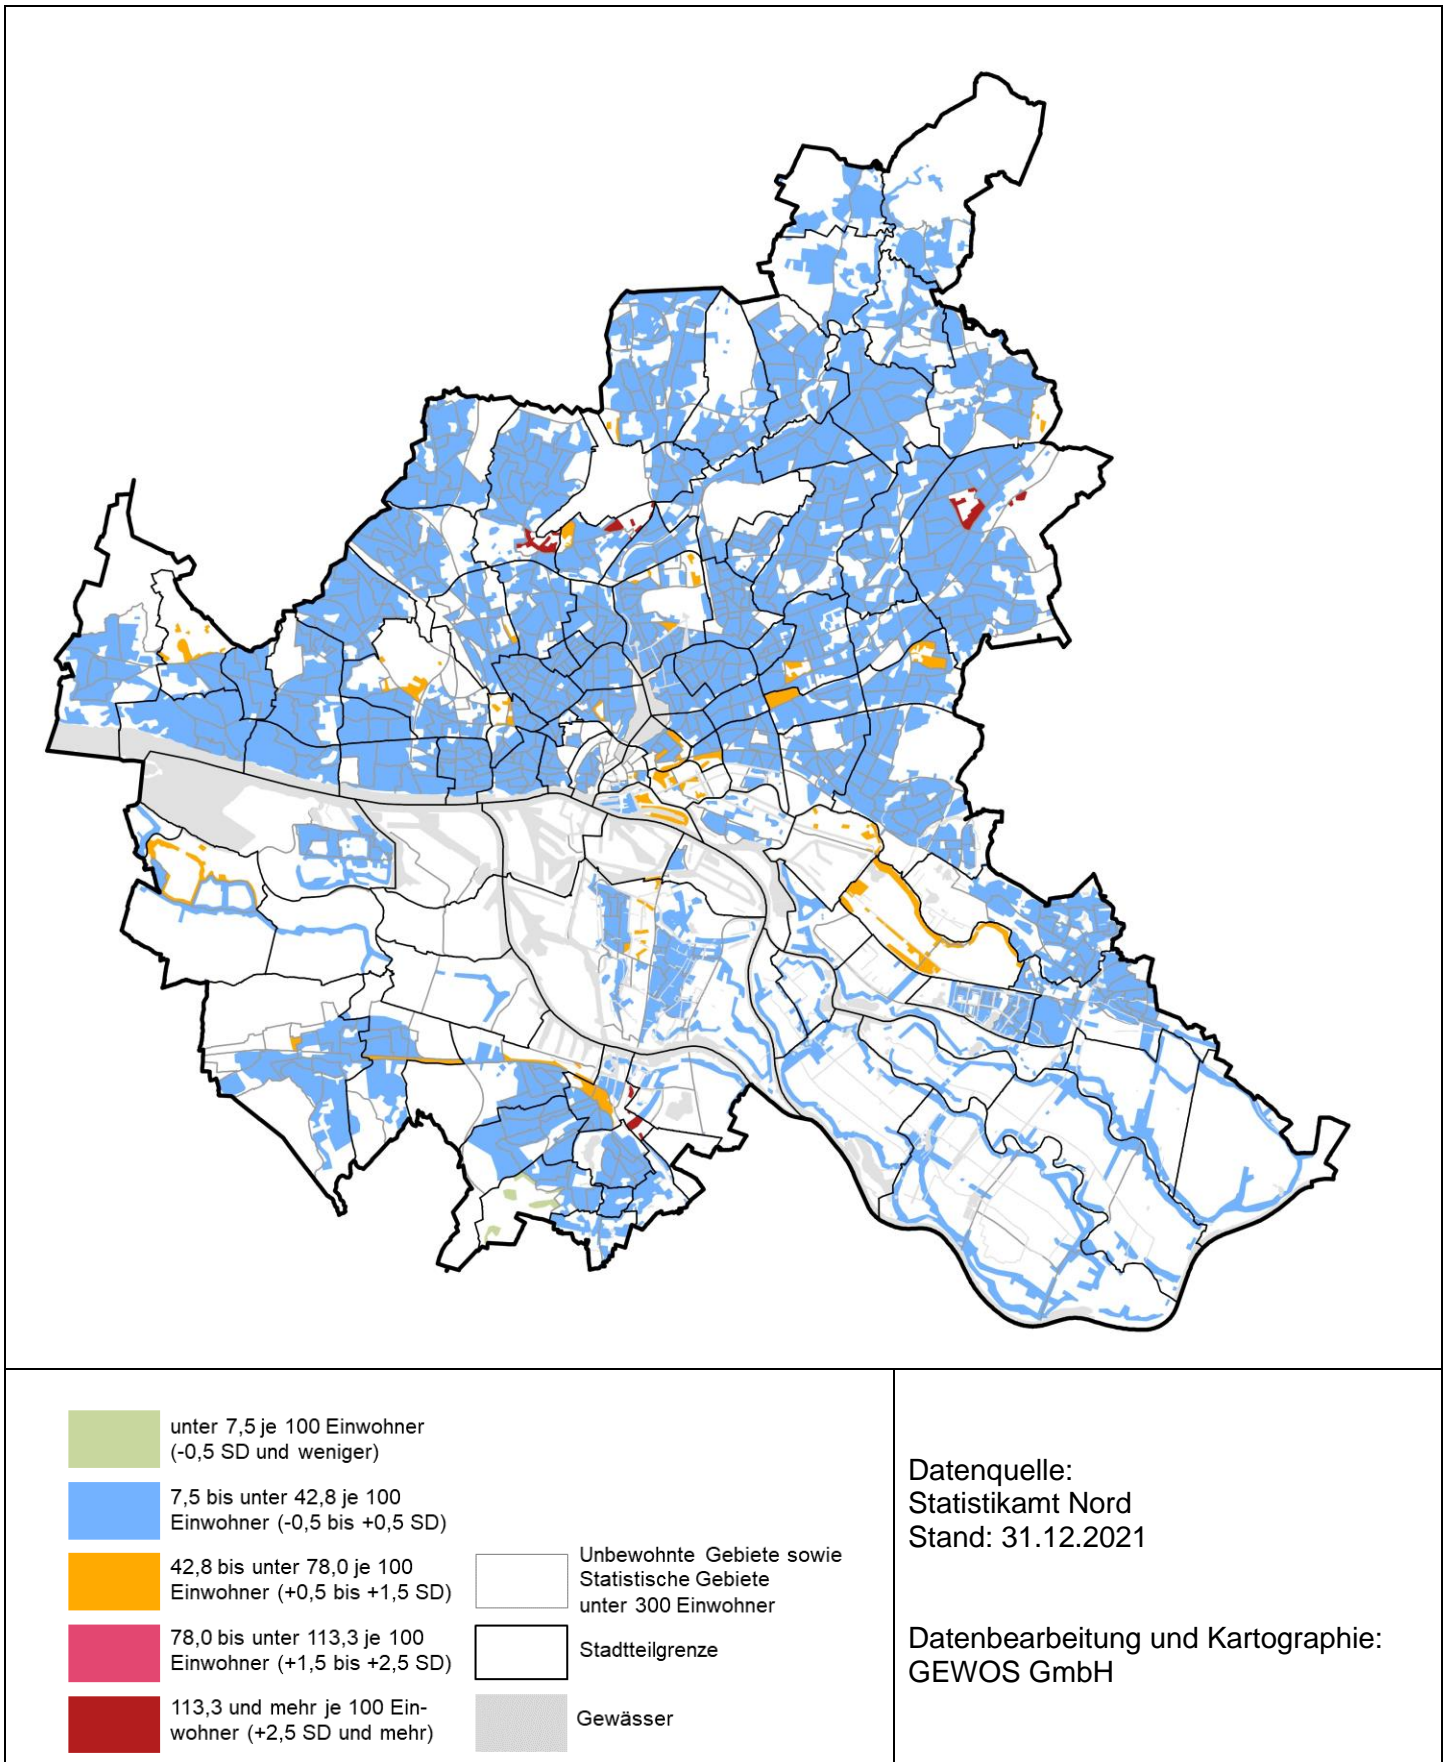 unter 7,5 je 100 Einwohner
(-0,5 SD und weniger)
7,5 bis unter 42,8 je 100
Einwohner (-0,5 bis +0,5 SD)
42,8 bis unter 78,0 je 100
Einwohner (+0,5 bis +1,5 SD)
78,0 bis unter 113,3 je 100
Einwohner (+1,5 bis +2,5 SD)
113,3 und mehr je 100 Ein-
wohner (+2,5 SD und mehr)
Unbewohnte Gebiete sowie
Statistische Gebiete
unter 300 Einwohner
Stadtteilgrenze
Gewässer
Datenquelle:
Statistikamt Nord
Stand: 31.12.2021
Datenbearbeitung und Kartographie:
GEWOS GmbH